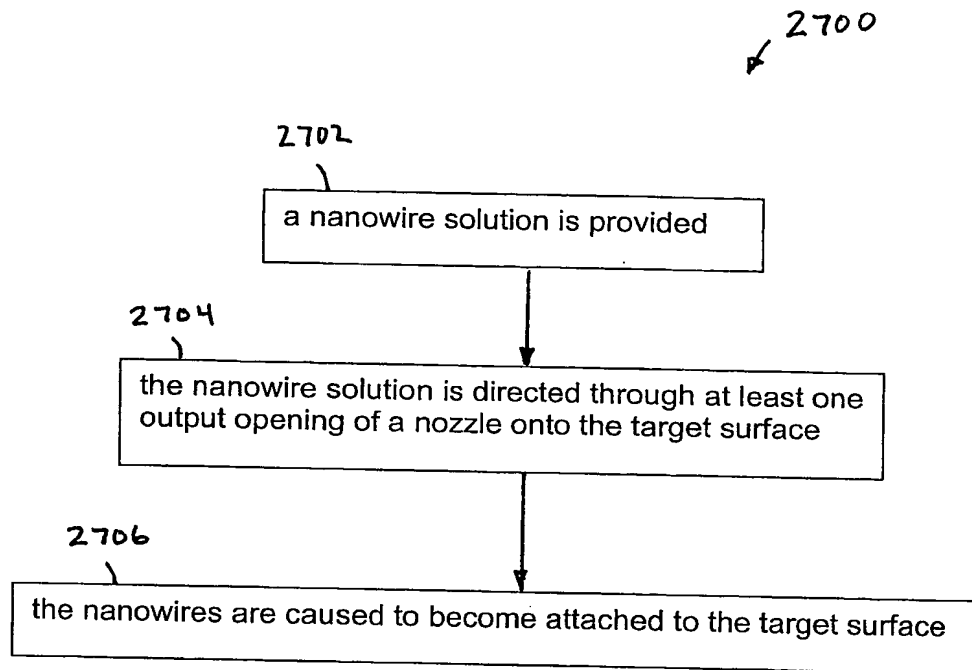 2700
2702
a nanowire solution is provided
2704
the nanowire solution is directed through at least one
output opening of a nozzle onto the target surface
2706
the nanowires are caused to become attached to the target surface